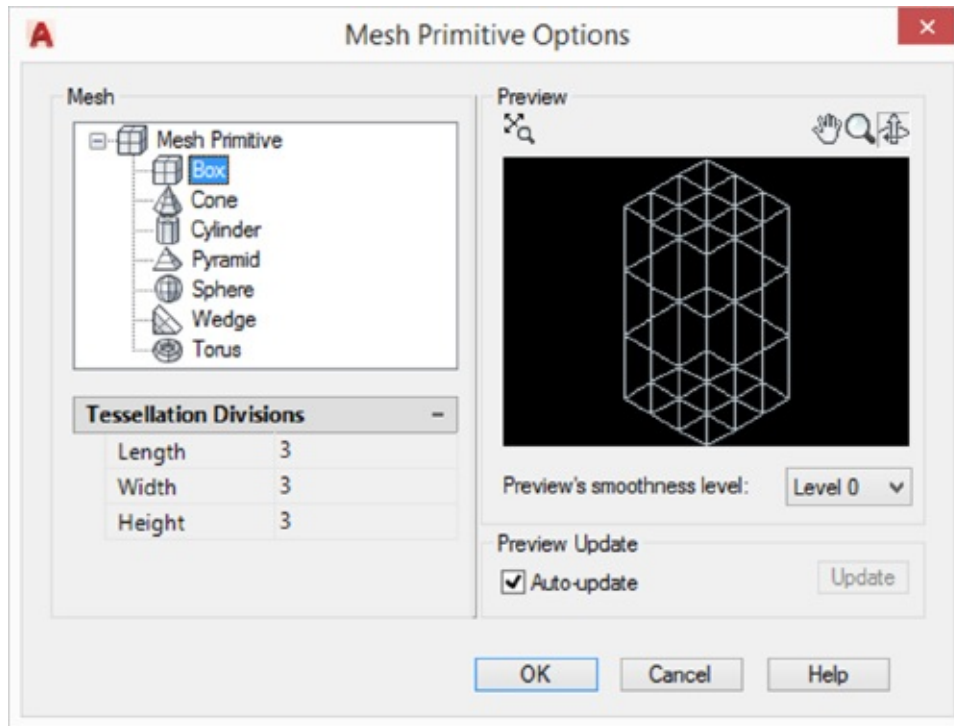 Mesh Primitive Options
Mesh
Mesh Primitive
Box
Cone
Cylinder
Pyramid
Sphere
Wedge
Torus
Tessellation Divisions
Length 3
Width 3
Height 3
Preview
Preview's smoothness level: Level 0
Preview Update
Auto-update Update
OK Cancel Help